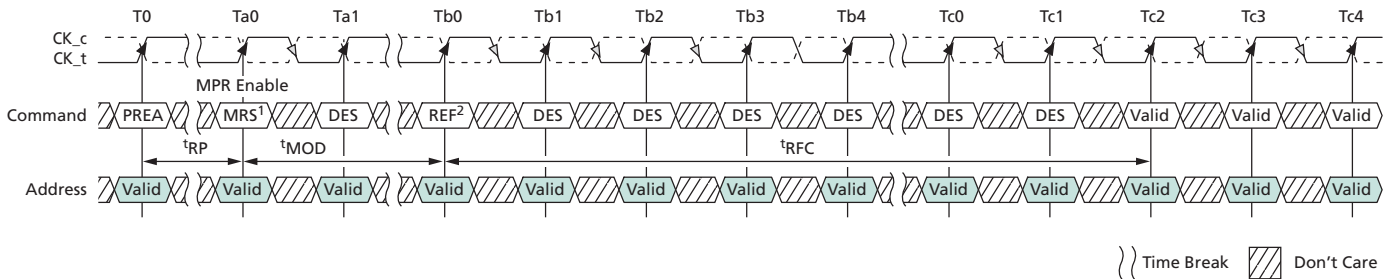 T0 Ta0 Ta1 Tb0 Tb1 Tb2 Tb3 Tb4 Tc0 Tc1 Tc2 Tc3 Tc4
CK_c
CK_t
MPR Enable
Command PREA MRS1 DES REF2 DES DES DES DES DES DES Valid Valid Valid
tRP tMOD tRFC
Address Valid Valid Valid Valid Valid Valid Valid Valid Valid Valid Valid Valid Valid
Time Break Don't Care